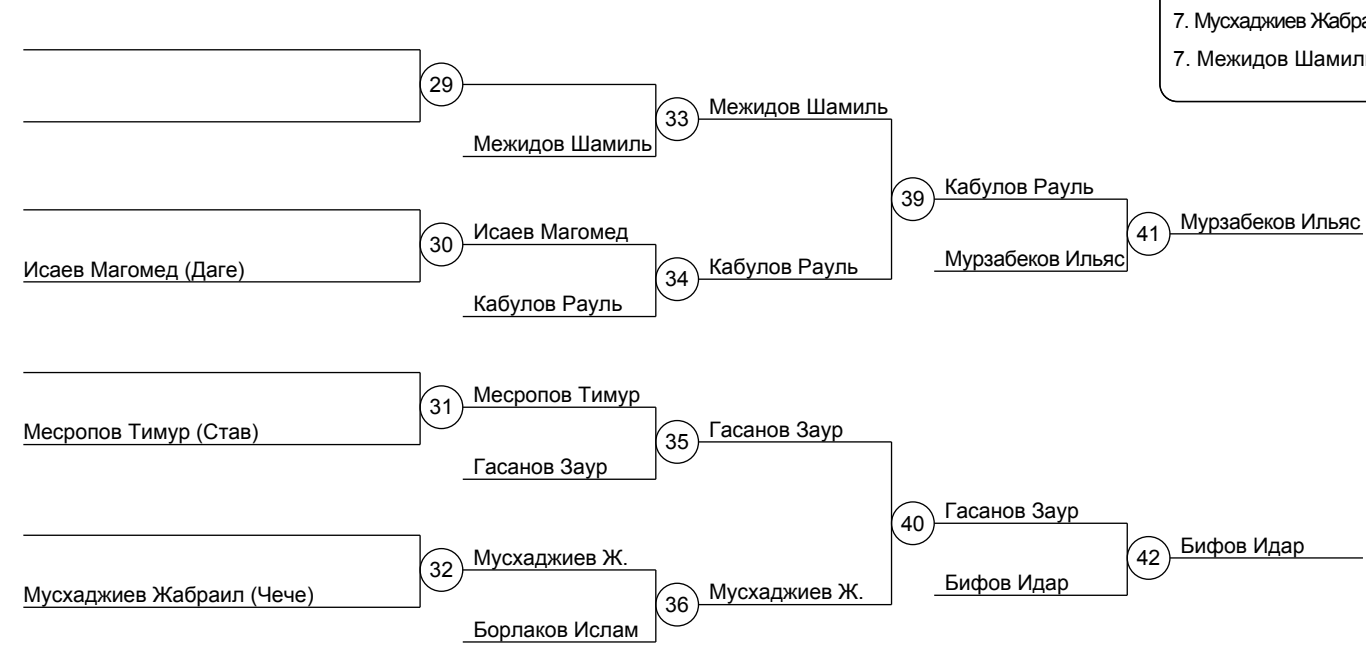 7. Мусхаджиев Жабра
7. Межидов Шамиль
29
33
Межидов Шамиль
Межидов Шамиль
39
Кабулов Рауль
30
Исаев Магомед
41
Мурзабеков Ильяс
Исаев Магомед (Даге)
34
Кабулов Рауль
Мурзабеков Ильяс
Кабулов Рауль
31
Месропов Тимур
Месропов Тимур (Став)
35
Гасанов Заур
Гасанов Заур
40
Гасанов Заур
32
Мусхаджиев Ж.
42
Бифов Идар
Мусхаджиев Жабраил (Чече)
36
Мусхаджиев Ж.
Бифов Идар
Борлаков Ислам